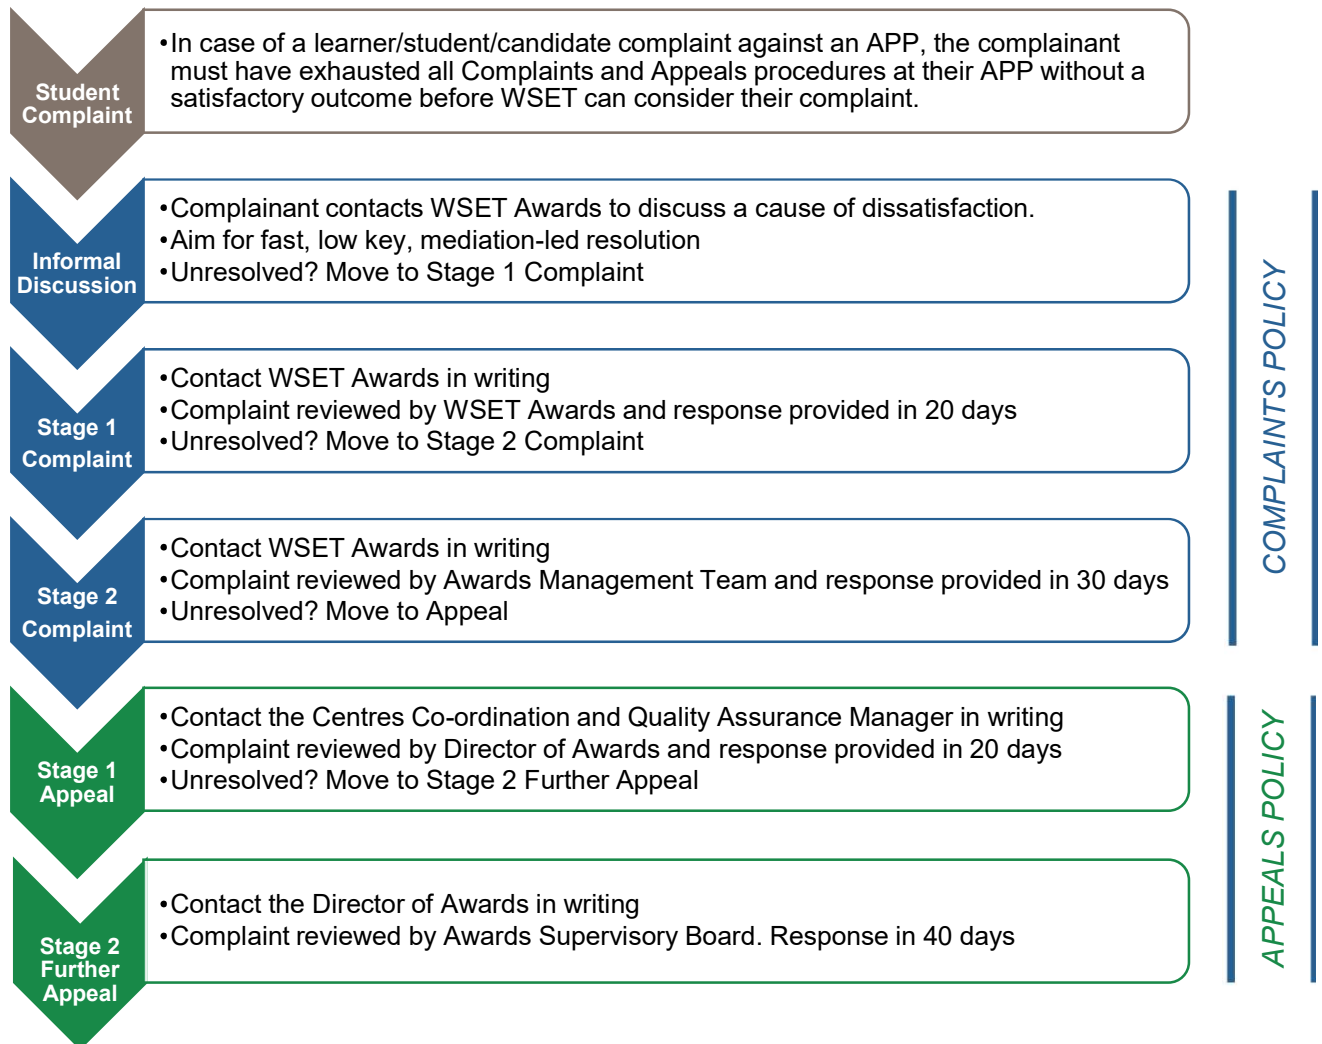 Student
Complaint
•In case of a learner/student/candidate complaint against an APP, the complainant
must have exhausted all Complaints and Appeals procedures at their APP without a
satisfactory outcome before WSET can consider their complaint.
Informal
Discussion
•Complainant contacts WSET Awards to discuss a cause of dissatisfaction.
•Aim for fast, low key, mediation-led resolution
•Unresolved? Move to Stage 1 Complaint
Stage 1
Complaint
•Contact WSET Awards in writing
•Complaint reviewed by WSET Awards and response provided in 20 days
•Unresolved? Move to Stage 2 Complaint
Stage 2
Complaint
•Contact WSET Awards in writing
•Complaint reviewed by Awards Management Team and response provided in 30 days
•Unresolved? Move to Appeal
COMPLAINTS POLICY
Stage 1
Appeal
•Contact the Centres Co-ordination and Quality Assurance Manager in writing
•Complaint reviewed by Director of Awards and response provided in 20 days
•Unresolved? Move to Stage 2 Further Appeal
Stage 2
Further
Appeal
•Contact the Director of Awards in writing
•Complaint reviewed by Awards Supervisory Board. Response in 40 days
APPEALS POLICY